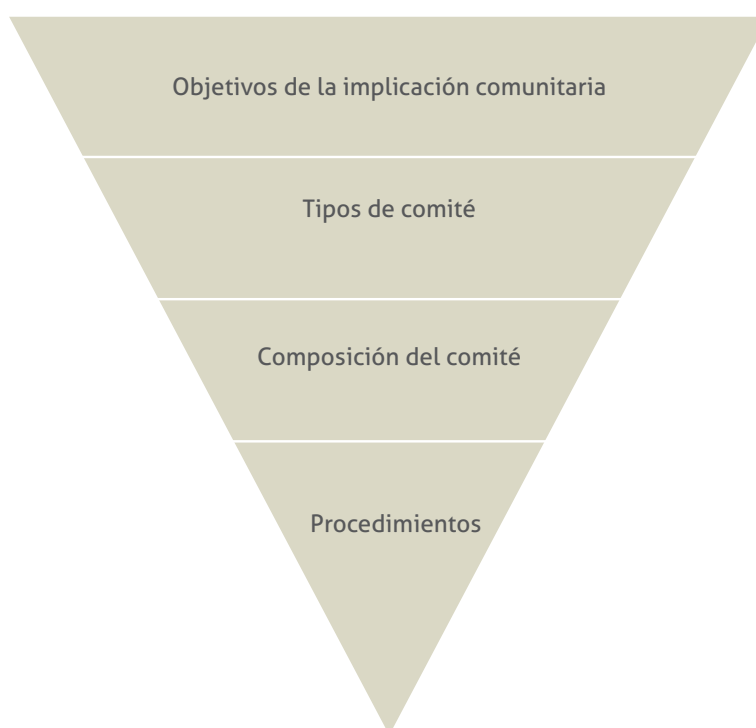 Objetivos de la implicación comunitaria
Tipos de comité
Composición del comité
Procedimientos